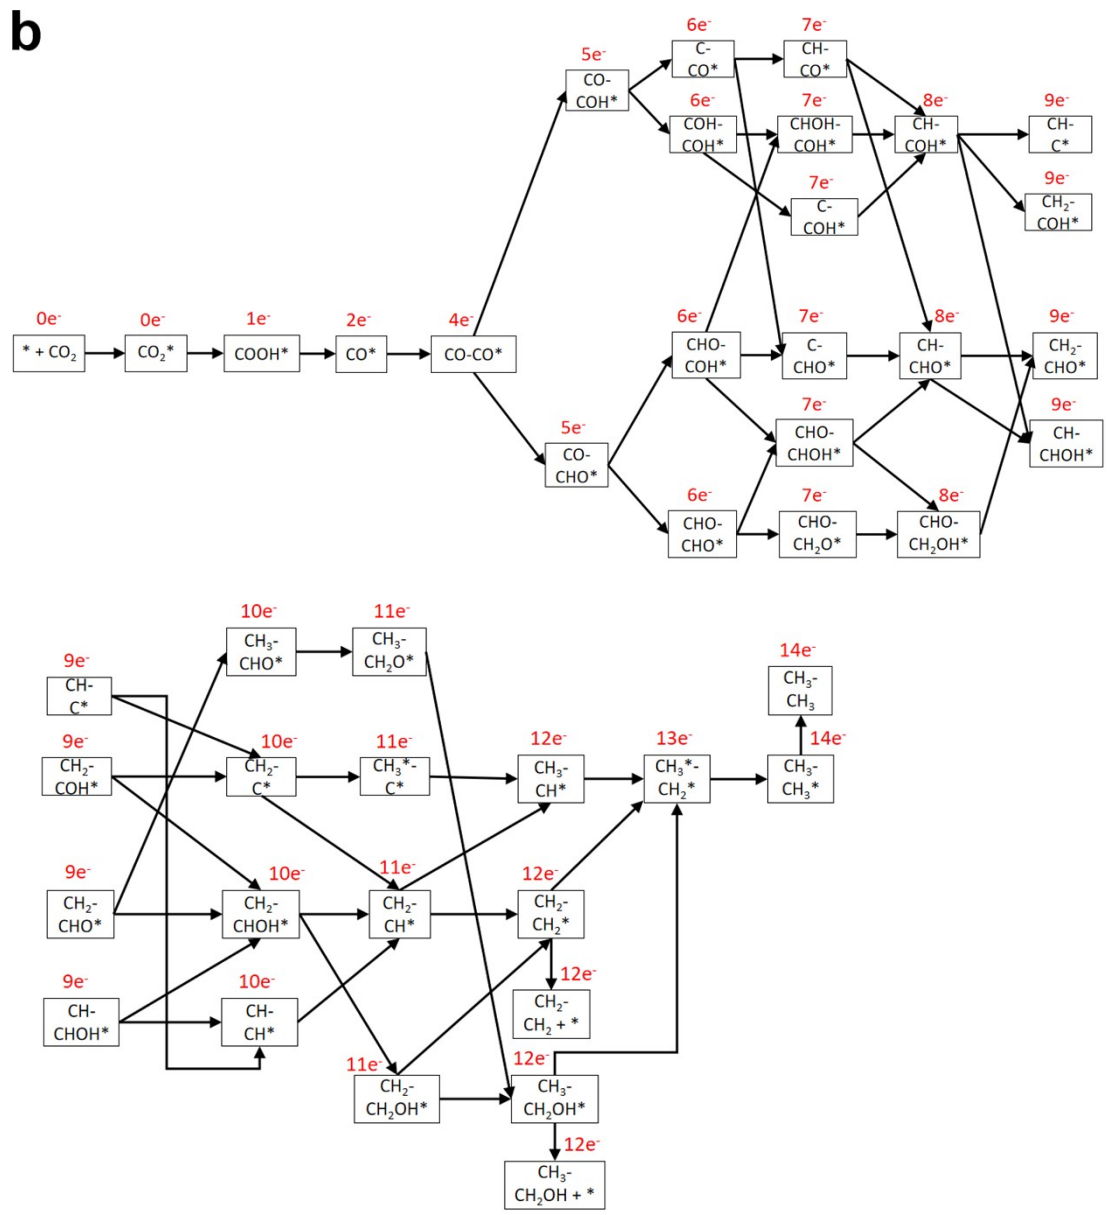 b
0e⁻
* + CO₂
0e⁻
CO₂*
1e⁻
COOH*
2e⁻
CO*
4e⁻
CO-CO*
5e⁻
CO-
COH*
5e⁻
CO-
CHO*
6e⁻
C-
CO*
7e⁻
CH-
CO*
6e⁻
COH-
COH*
7e⁻
CHOH-
COH*
8e⁻
CH-
COH*
9e⁻
CH-
C*
7e⁻
C-
COH*
9e⁻
CH₂-
COH*
6e⁻
CHO-
COH*
7e⁻
C-
CHO*
8e⁻
CH-
CHO*
9e⁻
CH₂-
CHO*
7e⁻
CHO-
CHOH*
9e⁻
CH-
CHOH*
6e⁻
CHO-
CHO*
7e⁻
CHO-
CH₂O*
8e⁻
CHO-
CH₂OH*
10e⁻
CH₃-
CHO*
11e⁻
CH₃-
CH₂O*
9e⁻
CH-
C*
14e⁻
CH₃-
CH₃
9e⁻
CH₂-
COH*
10e⁻
CH₂-
C*
11e⁻
CH₃*-
C*
12e⁻
CH₃-
CH*
13e⁻
CH₃*-
CH₂*
14e⁻
CH₃-
CH₃*
9e⁻
CH₂-
CHO*
10e⁻
CH₂-
CHOH*
11e⁻
CH₂-
CH*
12e⁻
CH₂-
CH₂*
9e⁻
CH-
CHOH*
10e⁻
CH-
CH*
12e⁻
CH₂-
CH₂ + *
11e⁻
CH₂-
CH₂OH*
12e⁻
CH₃-
CH₂OH*
12e⁻
CH₃-
CH₂OH + *